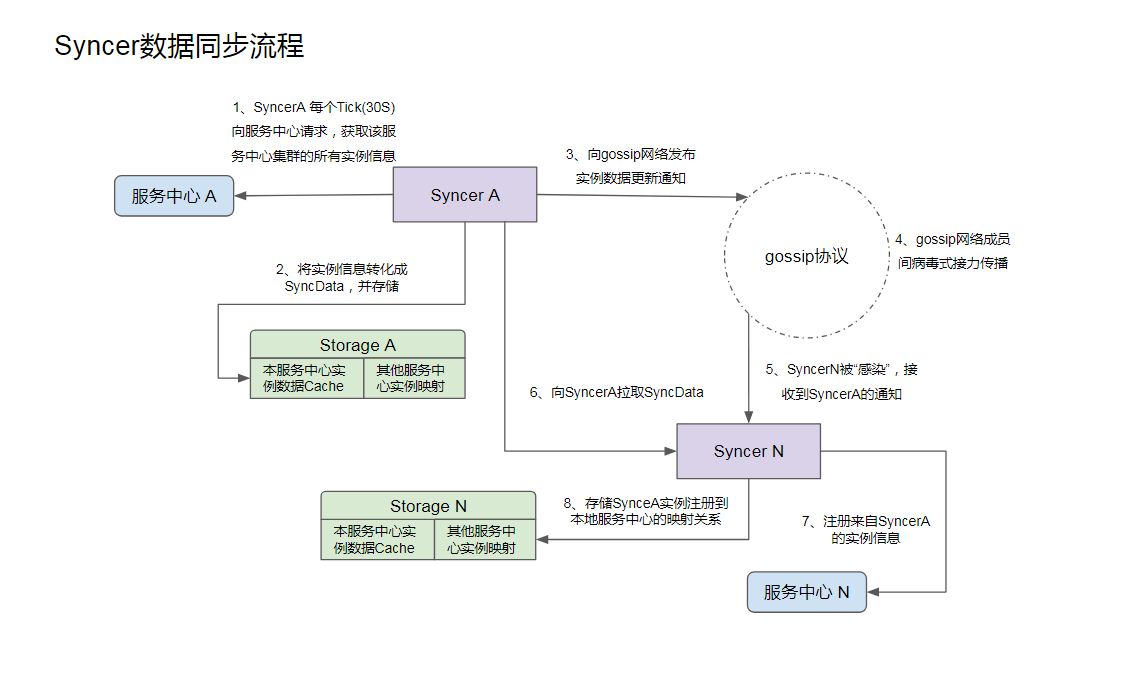 Syncer数据同步流程
1、SyncerA 每个Tick(30S)
向服务中心请求，获取该服
务中心集群的所有实例信息
3、向gossip网络发布
实例数据更新通知
服务中心 A
Syncer A
gossip协议
4、gossip网络成员
间病毒式接力传播
2、将实例信息转化成
SyncData，并存储
Storage A
本服务中心实
例数据Cache
其他服务中
心实例映射
5、SyncerN被“感染”，接
收到SyncerA的通知
6、向SyncerA拉取SyncData
Syncer N
Storage N
本服务中心实
例数据Cache
其他服务中
心实例映射
8、存储SynceA实例注册到
本地服务中心的映射关系
7、注册来自SyncerA
的实例信息
服务中心 N